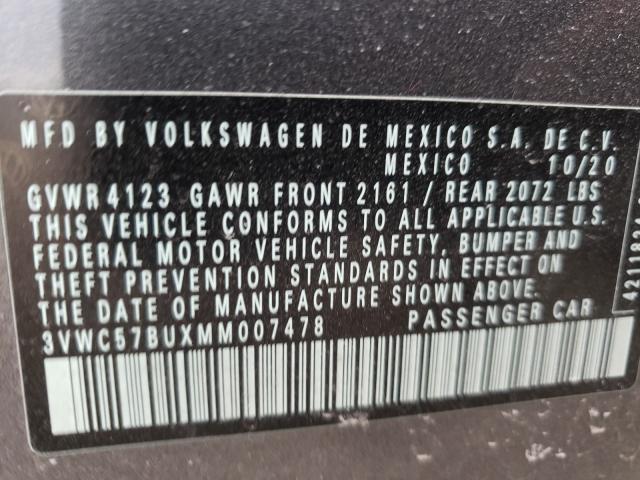 MFD BY VOLKSWAGEN DE MEXICO S.A. DE C.V.
MEXICO 10/20
GVWR 4123 GAWR FRONT 2161 / REAR 2072 LBS
THIS VEHICLE CONFORMS TO ALL APPLICABLE U.S.
FEDERAL MOTOR VEHICLE SAFETY, BUMPER AND
THEFT PREVENTION STANDARDS IN EFFECT ON
THE DATE OF MANUFACTURE SHOWN ABOVE.
3VWC57BUXMM007478 PASSENGER CAR